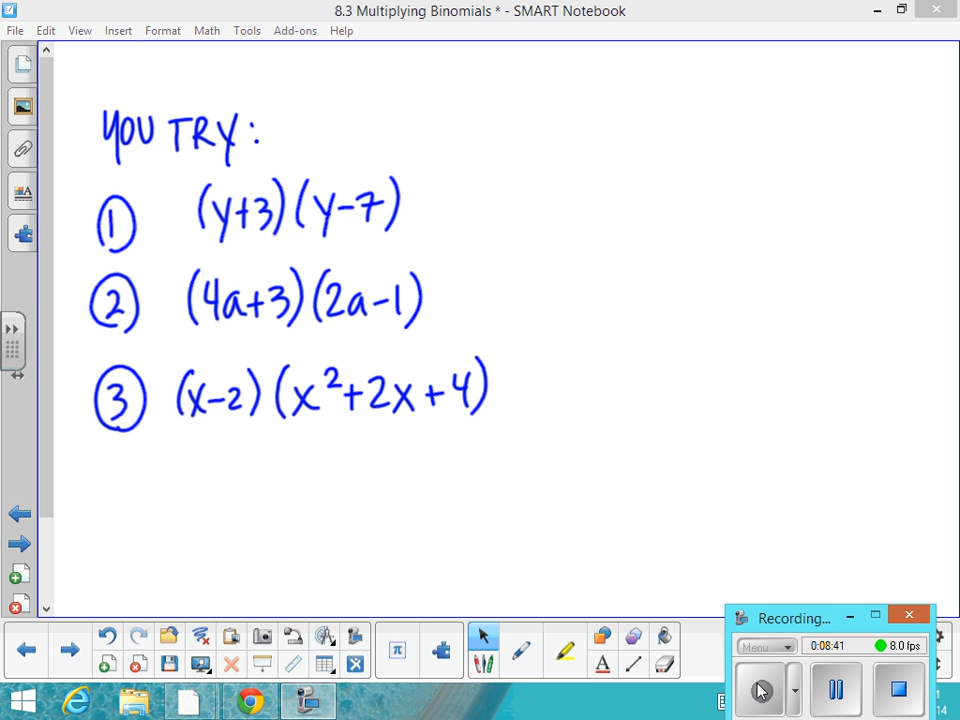 8.3 Multiplying Binomials * - SMART Notebook
File Edit View Insert Format Math Tools Add-ons Help
YOU TRY:
① (y+3)(y-7)
② (4a+3)(2a-1)
③ (x-2)(x²+2x+4)
Recording...
Menu 0:08:41 8.0 fps
π
A
14